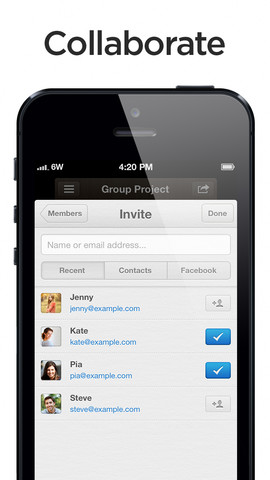 Collaborate
6W 4:20 PM
Group Project
Members Invite Done
Name or email address...
Recent Contacts Facebook
Jenny
jenny@example.com
Kate
kate@example.com
Pia
pia@example.com
Steve
steve@example.com